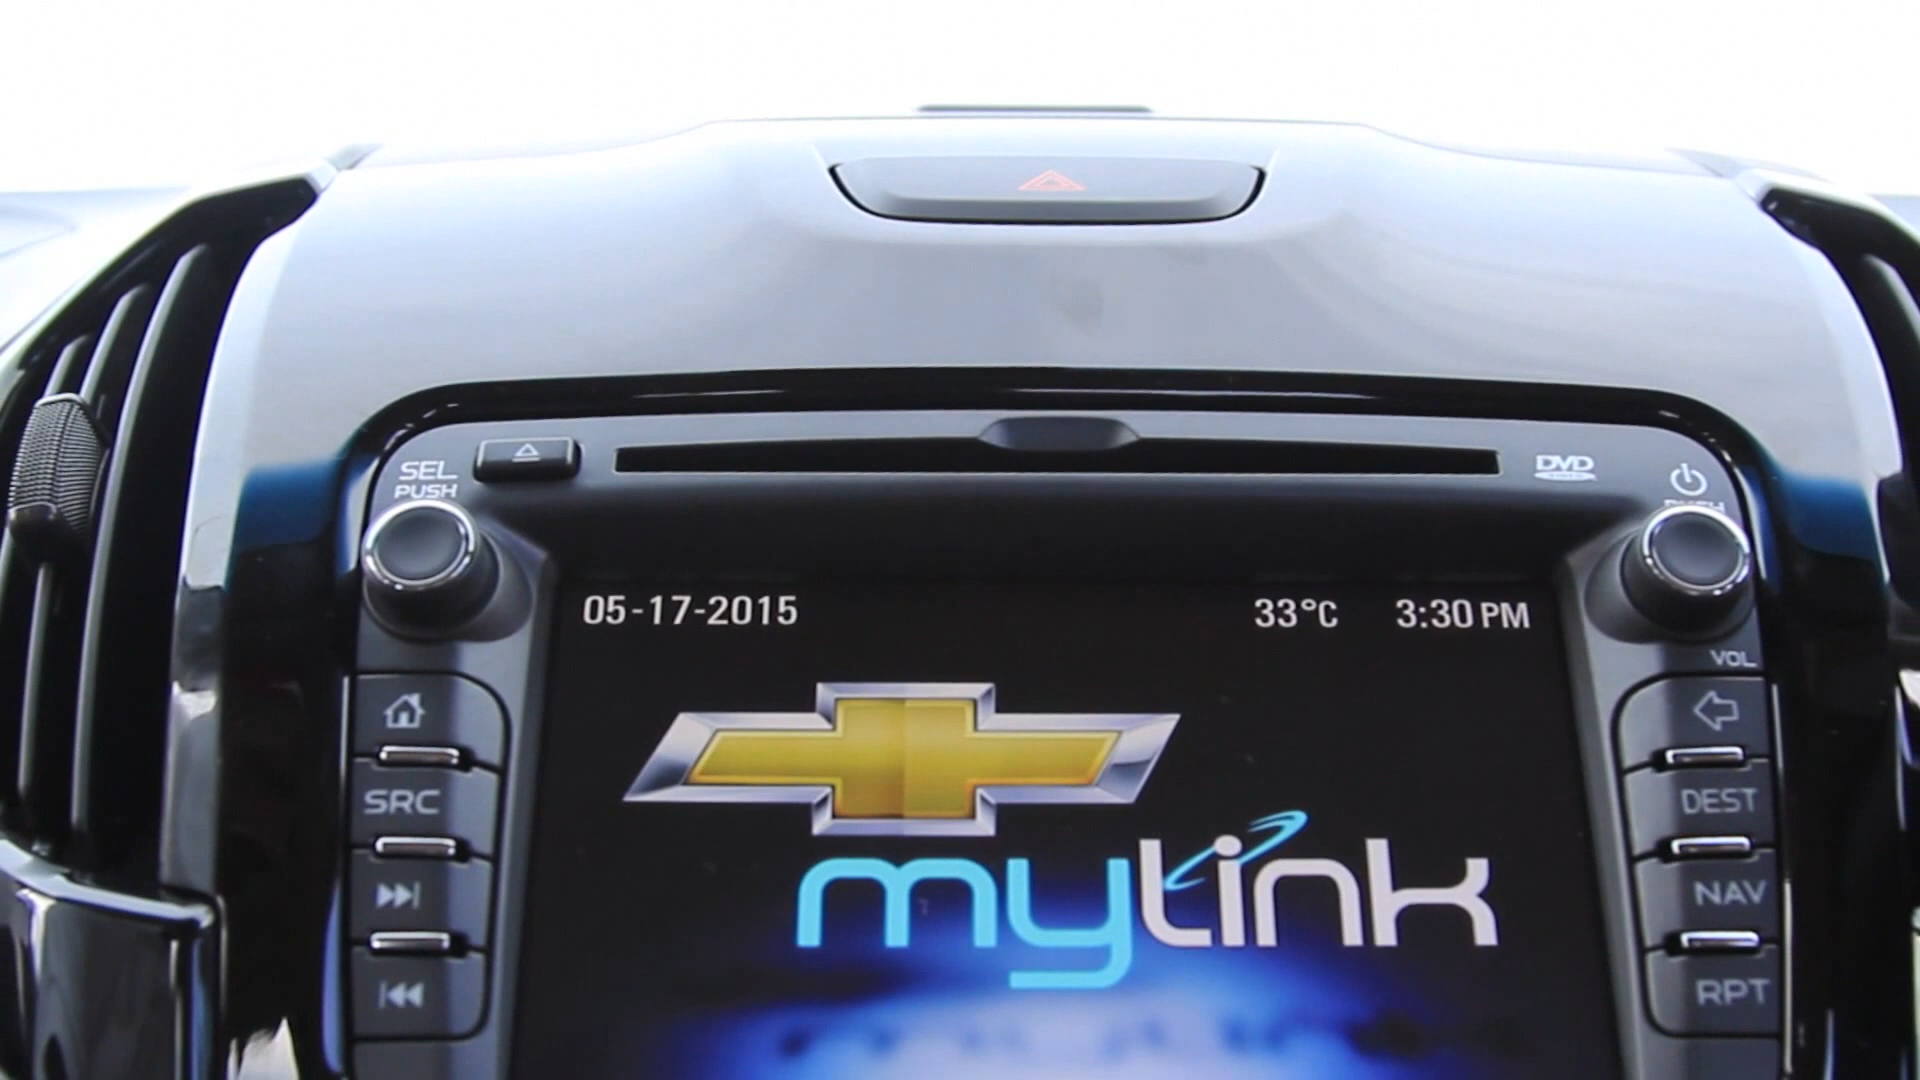 SEL
PUSH
DVD
05-17-2015
33°C
3:30 PM
VOL
SRC
DEST
NAV
RPT
mylink